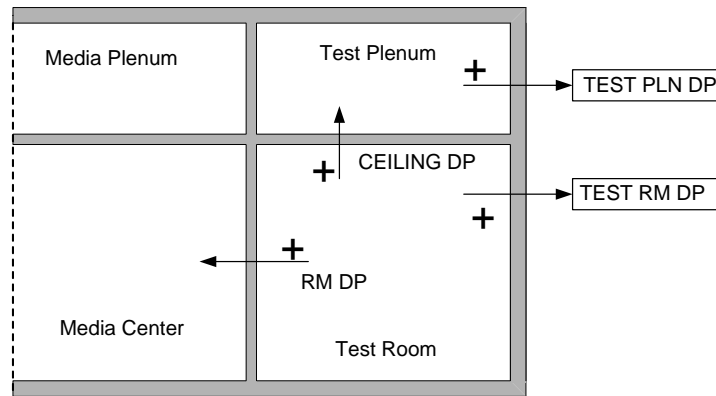 Media Plenum
Test Plenum
+
TEST PLN DP
CEILING DP
+
TEST RM DP
+
+
RM DP
Media Center
Test Room